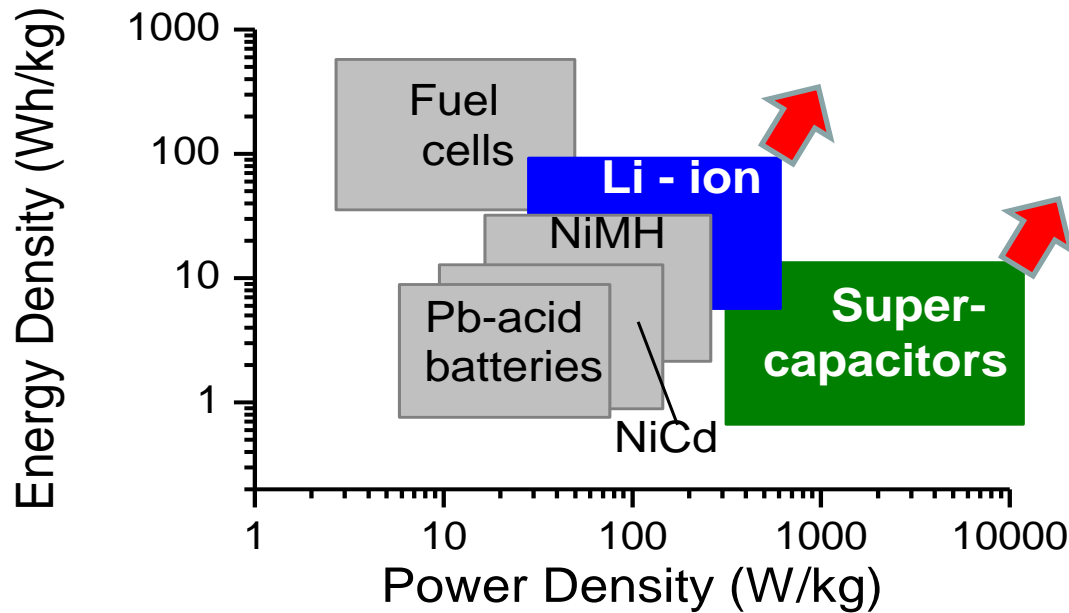 Energy Density (Wh/kg)
1000
100
10
1
Fuel
cells
Li - ion
NiMH
Pb-acid
batteries
NiCd
Super-
capacitors
1 10 100 1000 10000
Power Density (W/kg)